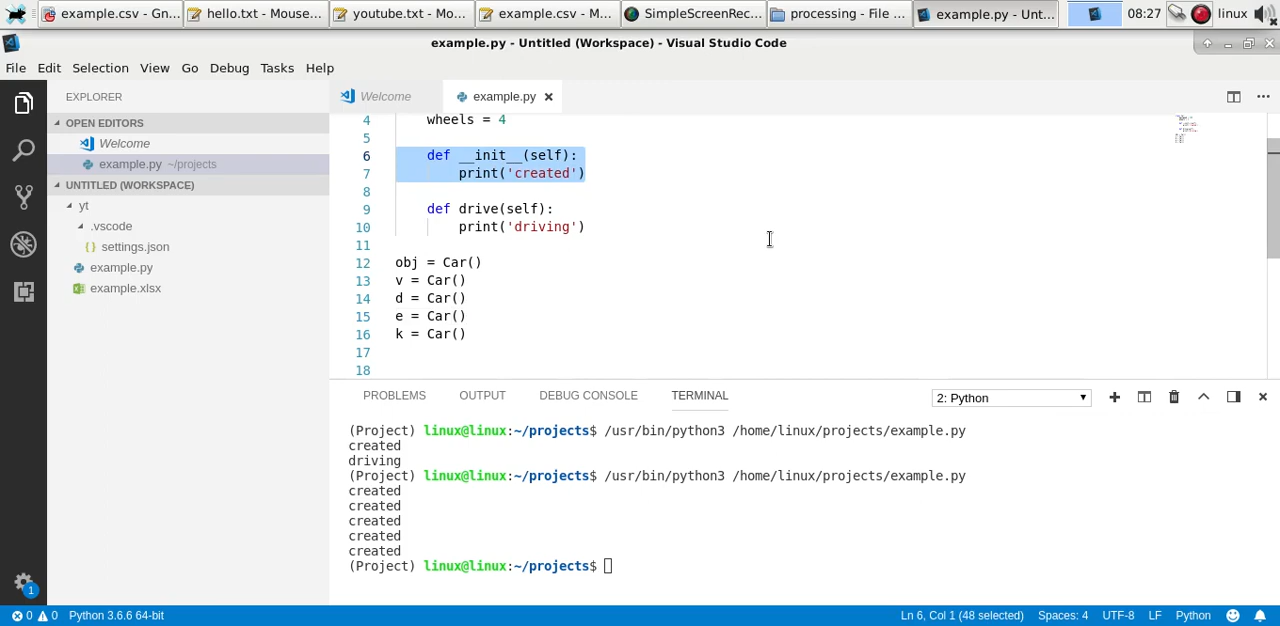 example.csv - Gn...
hello.txt - Mouse...
youtube.txt - Mo...
example.csv - M...
SimpleScreenRec...
processing - File ...
example.py - Unt...
08:27
linux
example.py - Untitled (Workspace) - Visual Studio Code
File Edit Selection View Go Debug Tasks Help
EXPLORER
OPEN EDITORS
Welcome
example.py ~/projects
UNTITLED (WORKSPACE)
yt
.vscode
{} settings.json
example.py
example.xlsx
1
Welcome
example.py
4 wheels = 4
5
6 def __init__(self):
7 print('created')
8
9 def drive(self):
10 print('driving')
11
12 obj = Car()
13 v = Car()
14 d = Car()
15 e = Car()
16 k = Car()
17
18
PROBLEMS OUTPUT DEBUG CONSOLE TERMINAL
2: Python
(Project) linux@linux:~/projects$ /usr/bin/python3 /home/linux/projects/example.py
created
driving
(Project) linux@linux:~/projects$ /usr/bin/python3 /home/linux/projects/example.py
created
created
created
created
created
(Project) linux@linux:~/projects$
0 0 Python 3.6.6 64-bit
Ln 6, Col 1 (48 selected) Spaces: 4 UTF-8 LF Python